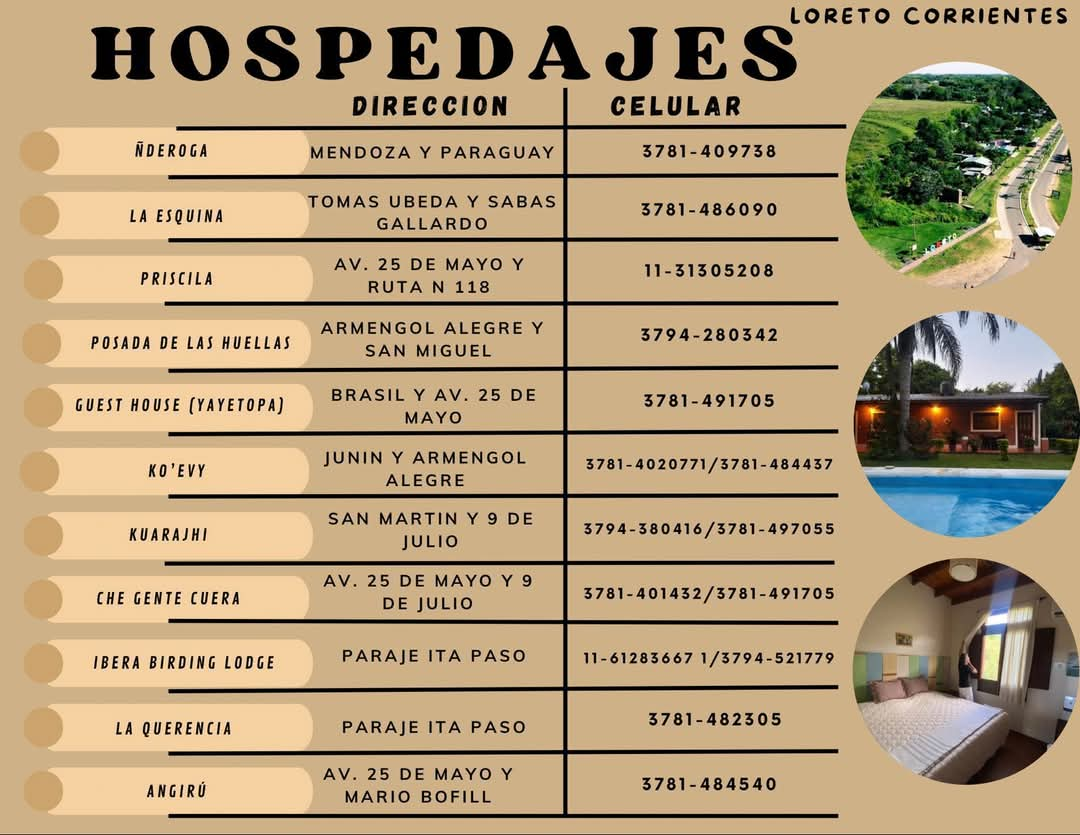 LORETO CORRIENTES
HOSPEDAJES
DIRECCION CELULAR
ÑDEROGA MENDOZA Y PARAGUAY 3781-409738
LA ESQUINA TOMAS UBEDA Y SABAS 3781-486090
GALLARDO
PRISCILA AV. 25 DE MAYO Y 11-31305208
RUTA N 118
POSADA DE LAS HUELLAS ARMENGOL ALEGRE Y 3794-280342
SAN MIGUEL
GUEST HOUSE (YAYETOPA) BRASIL Y AV. 25 DE 3781-491705
MAYO
KO'EVY JUNIN Y ARMENGOL 3781-4020771/3781-484437
ALEGRE
KUARAJHI SAN MARTIN Y 9 DE 3794-380416/3781-497055
JULIO
CHE GENTE CUERA AV. 25 DE MAYO Y 9 3781-401432/3781-491705
DE JULIO
IBERA BIRDING LODGE PARAJE ITA PASO 11-61283667 1/3794-521779
LA QUERENCIA PARAJE ITA PASO 3781-482305
ANGIRÚ AV. 25 DE MAYO Y 3781-484540
MARIO BOFILL